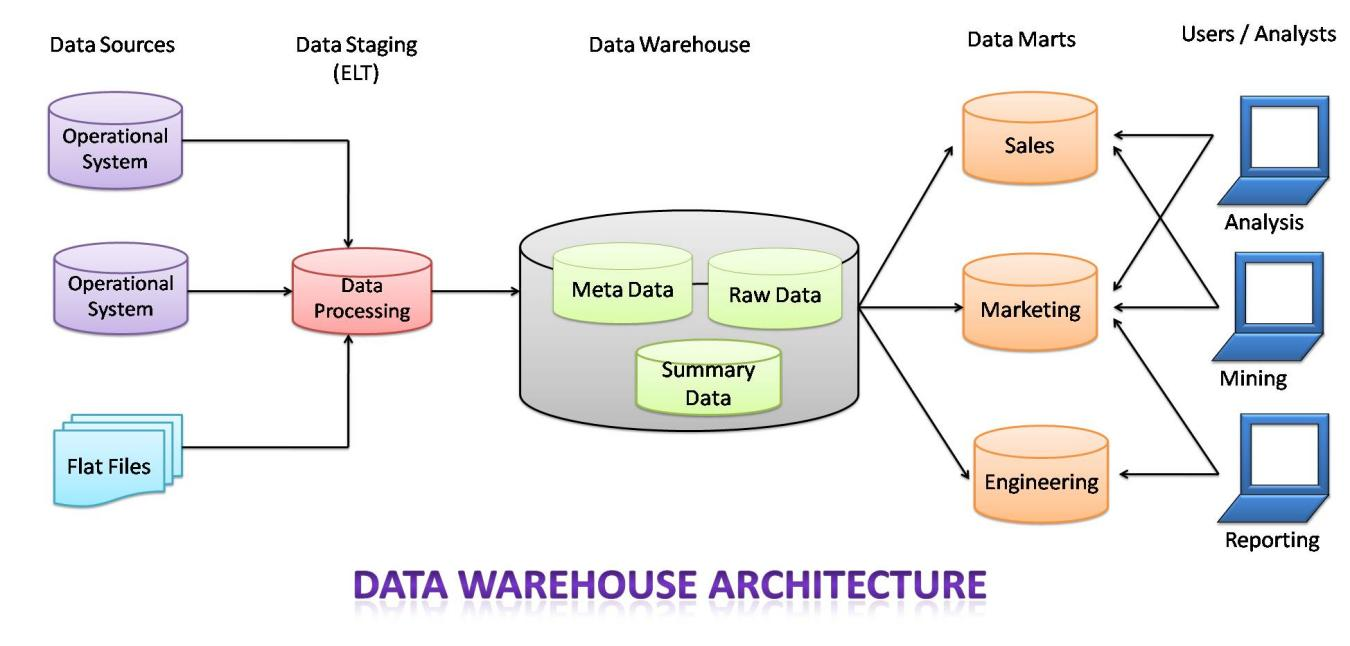 Data Sources
Data Staging
(ELT)
Data Warehouse
Data Marts
Users / Analysts
Operational
System
Operational
System
Flat Files
Data
Processing
Meta Data
Raw Data
Summary
Data
Sales
Marketing
Engineering
Analysis
Mining
Reporting
DATA WAREHOUSE ARCHITECTURE